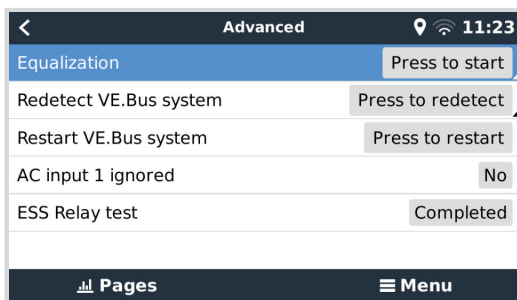 Advanced 11:23
Equalization Press to start
Redetect VE.Bus system Press to redetect
Restart VE.Bus system Press to restart
AC input 1 ignored No
ESS Relay test Completed
Pages Menu